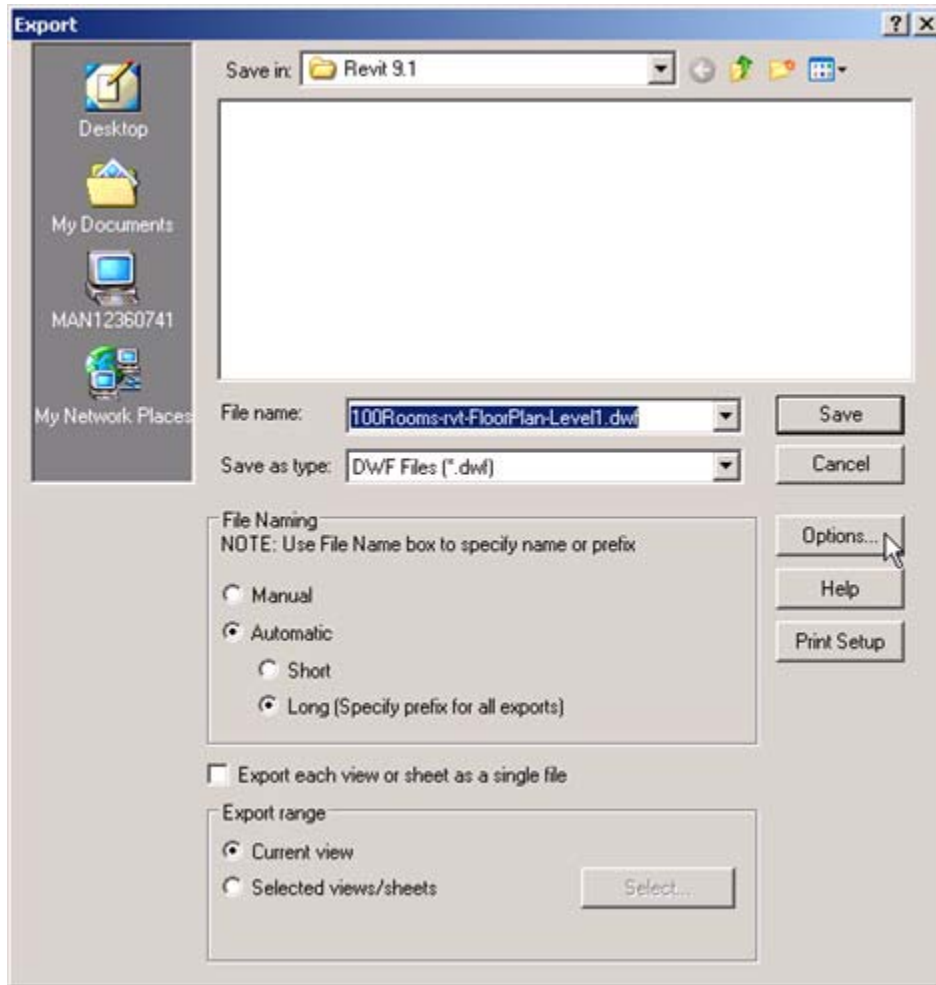 Export
Save in: Revit 9.1
Desktop
My Documents
MAN12360741
My Network Places
File name: 100Rooms-rvt-FloorPlan-Level1.dwf
Save
Save as type: DWF Files (*.dwf)
Cancel
File Naming
NOTE: Use File Name box to specify name or prefix
Options...
Manual
Help
Automatic
Print Setup
Short
Long (Specify prefix for all exports)
Export each view or sheet as a single file
Export range
Current view
Selected views/sheets
Select...